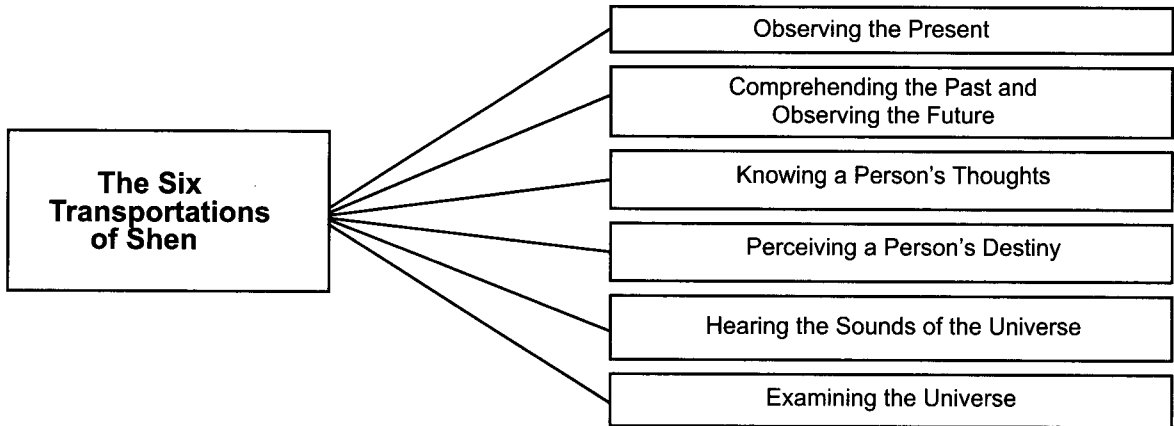 The Six
Transportations
of Shen
Observing the Present
Comprehending the Past and
Observing the Future
Knowing a Person's Thoughts
Perceiving a Person's Destiny
Hearing the Sounds of the Universe
Examining the Universe